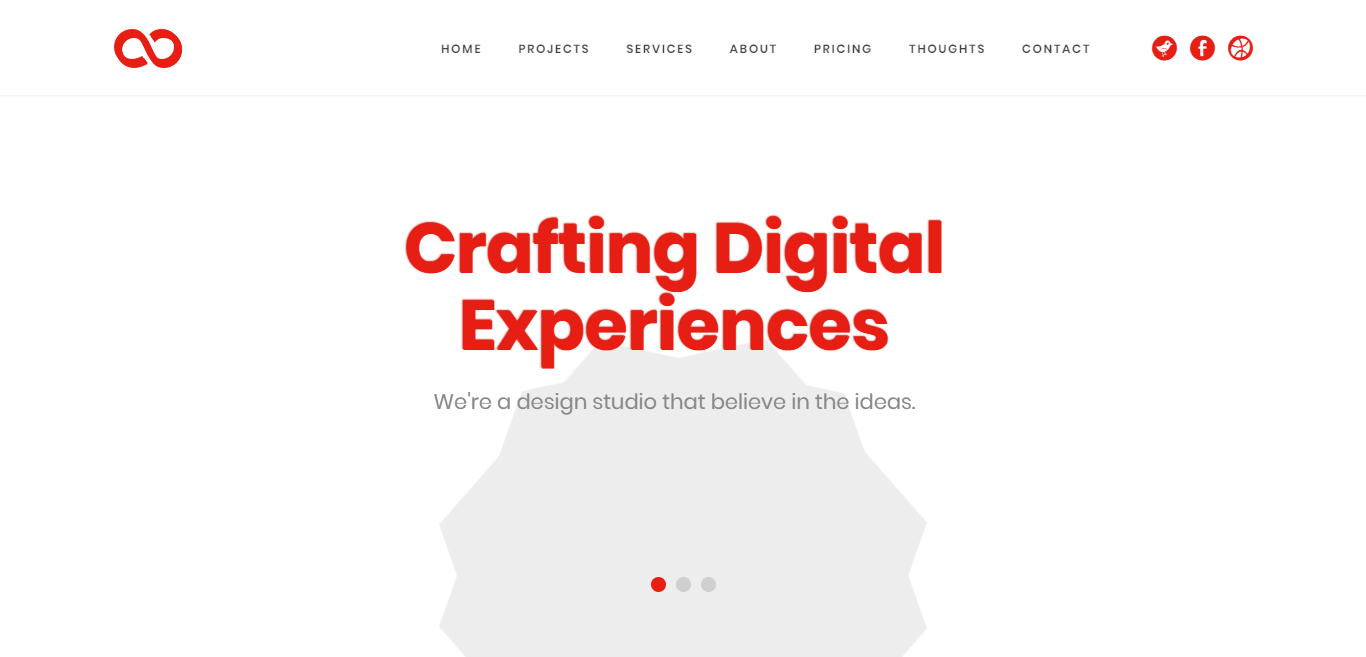 HOME PROJECTS SERVICES ABOUT PRICING THOUGHTS CONTACT
Crafting Digital
Experiences
We're a design studio that believe in the ideas.